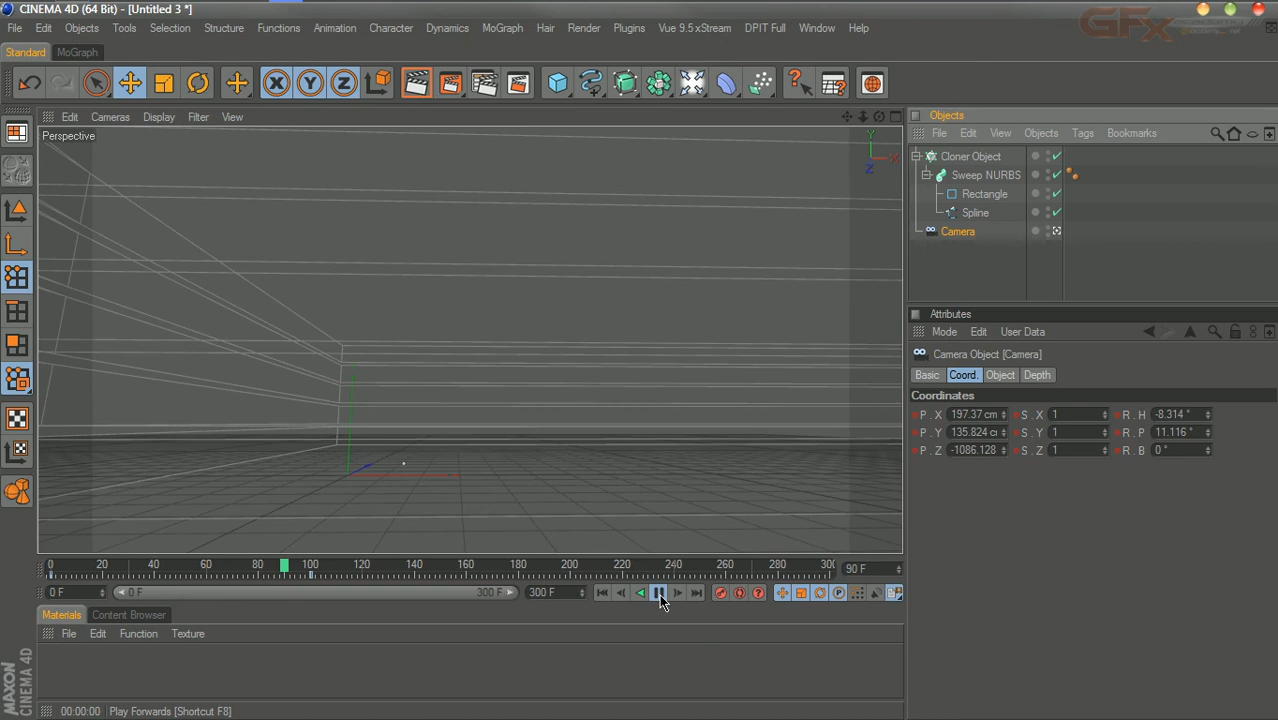 CINEMA 4D (64 Bit) - [Untitled 3 *]
File Edit Objects Tools Selection Structure Functions Animation Character Dynamics MoGraph Hair Render Plugins Vue 9.5 xStream DPIT Full Window Help
GFx
Standard MoGraph
X Y Z
Edit Cameras Display Filter View
Perspective
Y
X
Z
Objects
File Edit View Objects Tags Bookmarks
Cloner Object
Sweep NURBS
Rectangle
Spline
Camera
Attributes
Mode Edit User Data
Camera Object [Camera]
Basic Coord. Object Depth
Coordinates
P . X 197.37 cm S . X 1 R . H -8.314 °
P . Y 135.824 c S . Y 1 R . P 11.116 °
P . Z -1086.128 S . Z 1 R . B 0 °
0 20 40 60 80 100 120 140 160 180 200 220 240 260 280 30 90 F
0 F 0 F 300 F 300 F P
Materials Content Browser
File Edit Function Texture
MAXON
CINEMA 4D
00:00:00 Play Forwards [Shortcut F8]